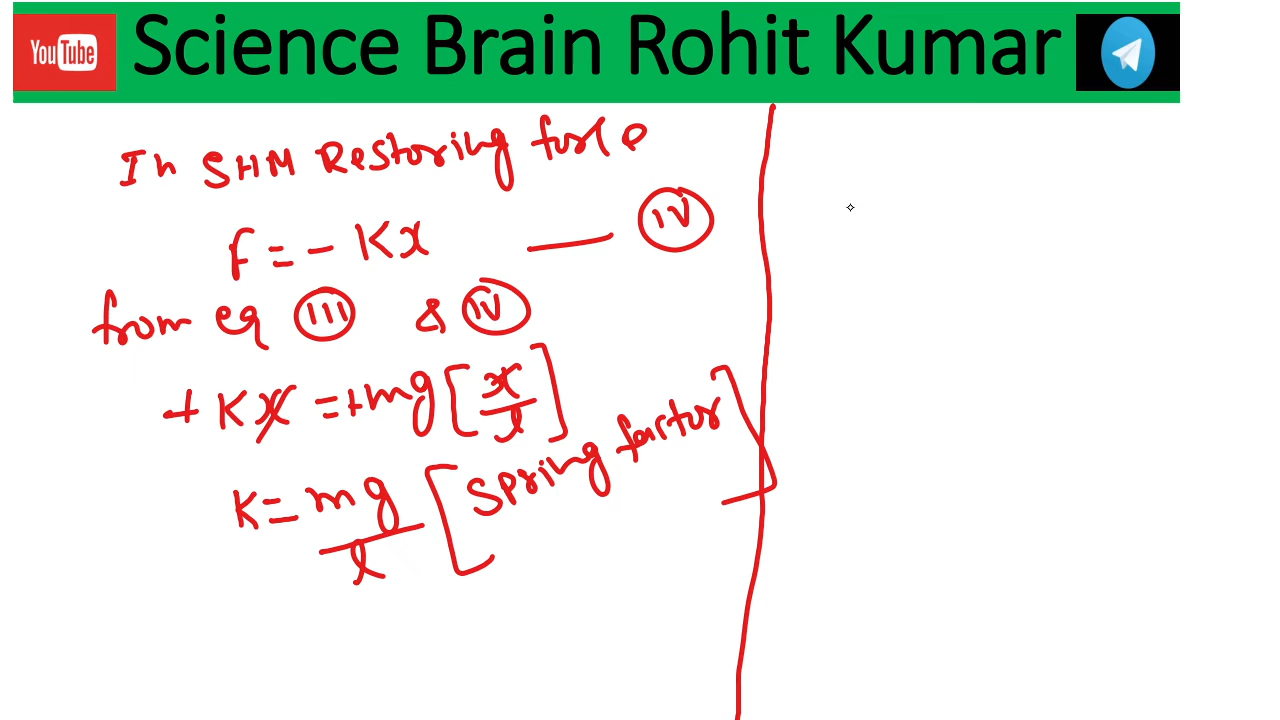 YouTube Science Brain Rohit Kumar
In SHM Restoring force
F = - Kx —— IV
from eq III & IV
+ Kx = +mg [x/l]
K = mg/l [Spring factor]